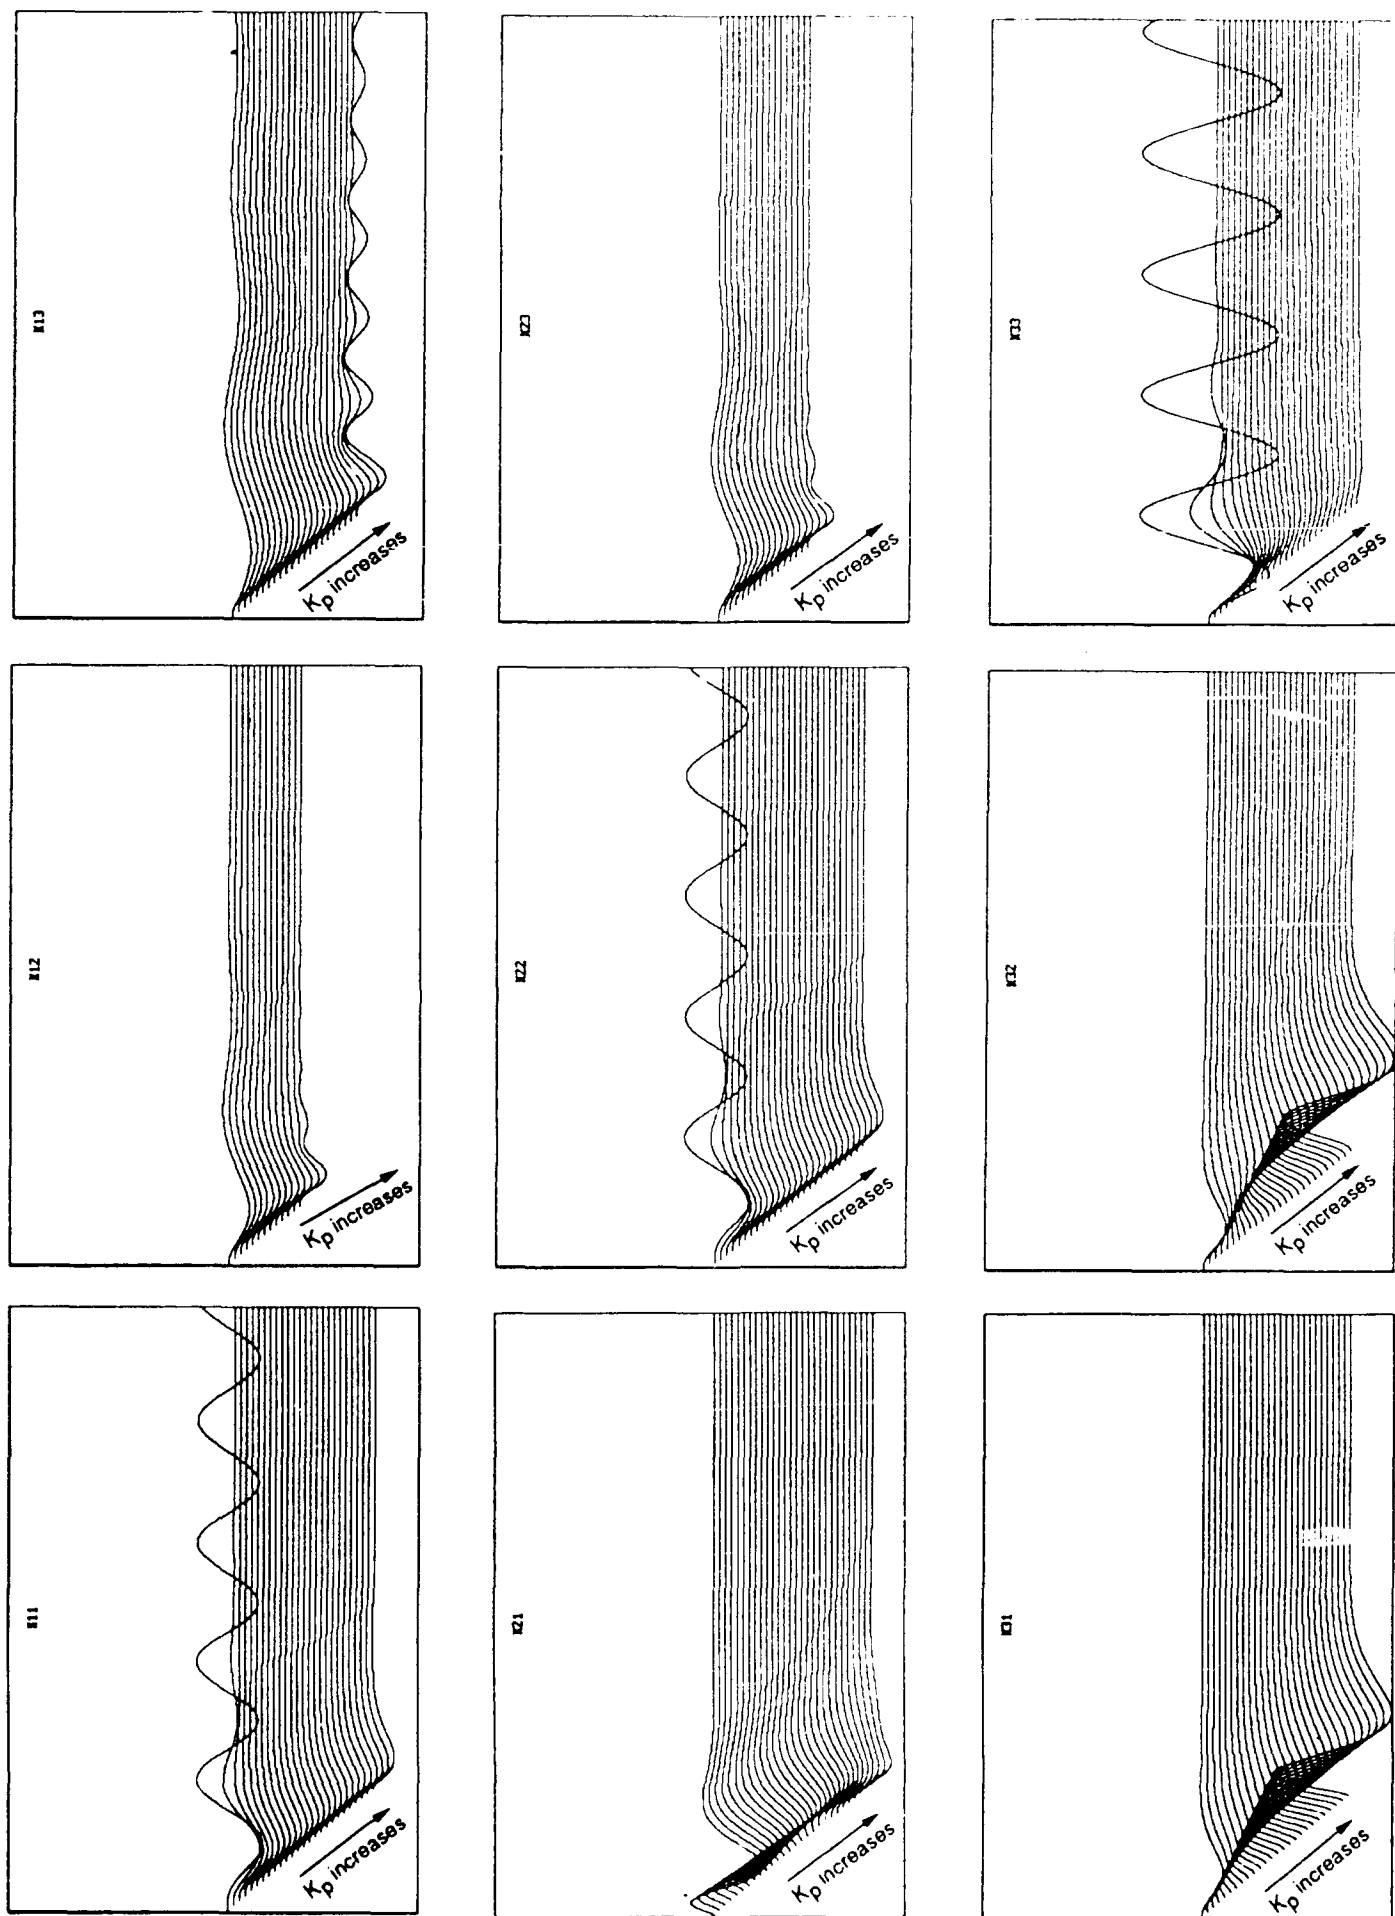 K11
Kp increases
K12
Kp increases
K13
Kp increases
K21
Kp increases
K22
Kp increases
K23
Kp increases
K31
Kp increases
K32
Kp increases
K33
Kp increases